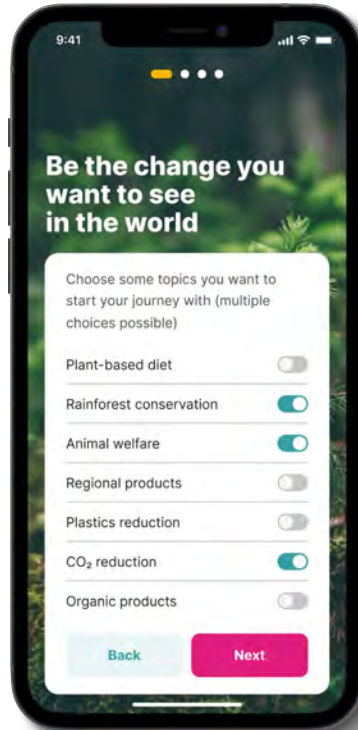 9:41
Be the change you
want to see
in the world
Choose some topics you want to
start your journey with (multiple
choices possible)
Plant-based diet
Rainforest conservation
Animal welfare
Regional products
Plastics reduction
CO₂ reduction
Organic products
Back Next